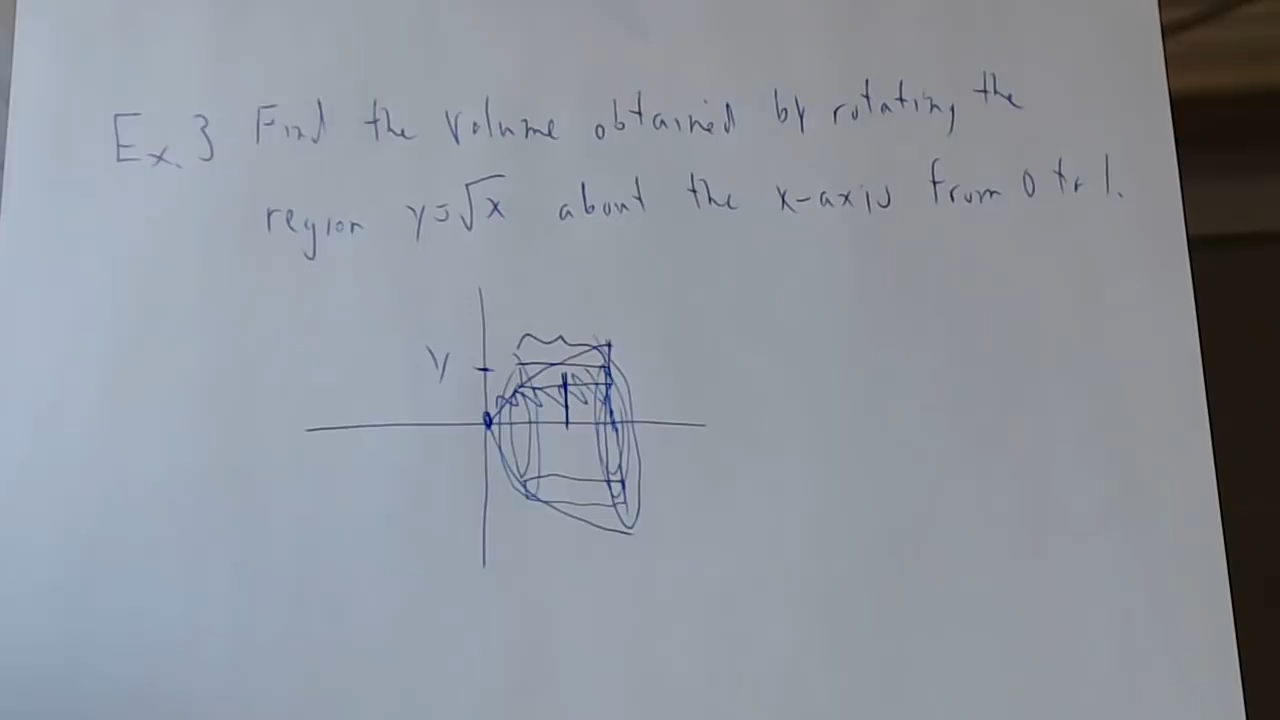 Ex. 3 Find the volume obtained by rotating the
region y=√x about the x-axis from 0 to 1.
y